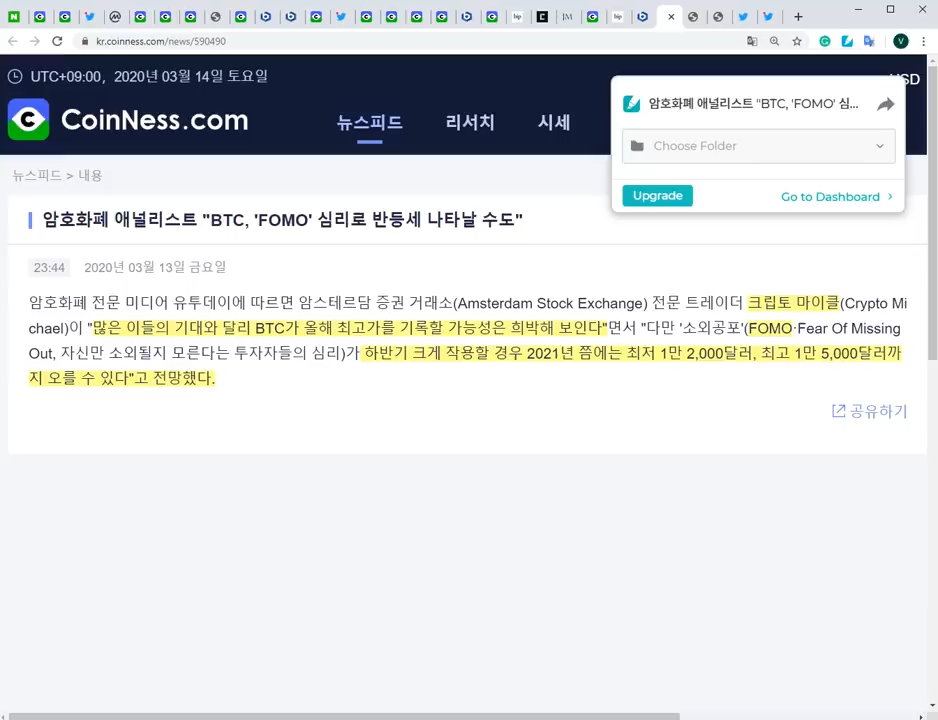 kr.coinness.com/news/590490
UTC+09:00, 2020년 03월 14일 토요일
SD
암호화폐 애널리스트 "BTC, 'FOMO' 심...
CoinNess.com
뉴스피드
리서치
시세
Choose Folder
뉴스피드 > 내용
Upgrade
Go to Dashboard >
암호화폐 애널리스트 "BTC, 'FOMO' 심리로 반등세 나타날 수도"
23:44 2020년 03월 13일 금요일
암호화폐 전문 미디어 유투데이에 따르면 암스테르담 증권 거래소(Amsterdam Stock Exchange) 전문 트레이더 크립토 마이클(Crypto Mi
chael)이 "많은 이들의 기대와 달리 BTC가 올해 최고가를 기록할 가능성은 희박해 보인다"면서 "다만 '소외공포'(FOMO·Fear Of Missing
Out, 자신만 소외될지 모른다는 투자자들의 심리)가 하반기 크게 작용할 경우 2021년 쯤에는 최저 1만 2,000달러, 최고 1만 5,000달러까
지 오를 수 있다"고 전망했다.
공유하기